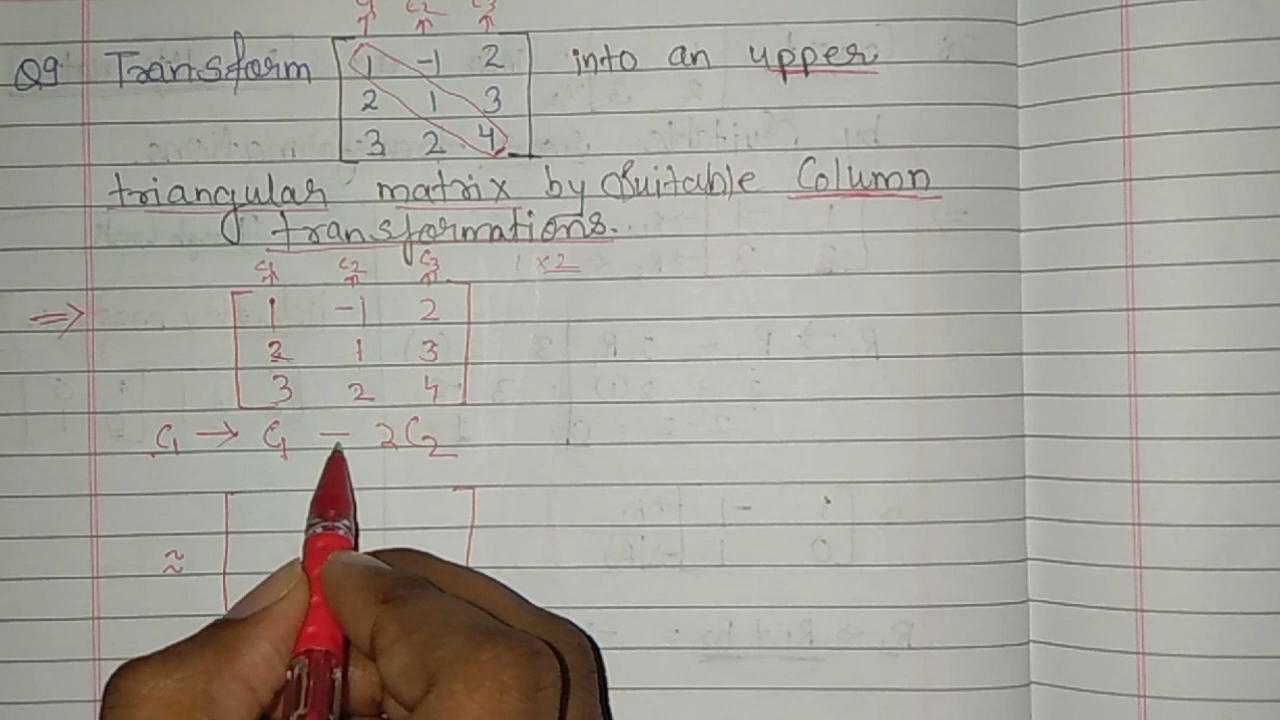 C1 C2 C3
Q9 Transform [ 1 -1 2 ] into an upper
2 1 3
3 2 4
triangular matrix by Suitable Column
transformations.
C1 C2 C3 1 x 2
⇒ 1 -1 2
2 1 3
3 2 4
C1 → C1 - 2C2
≈